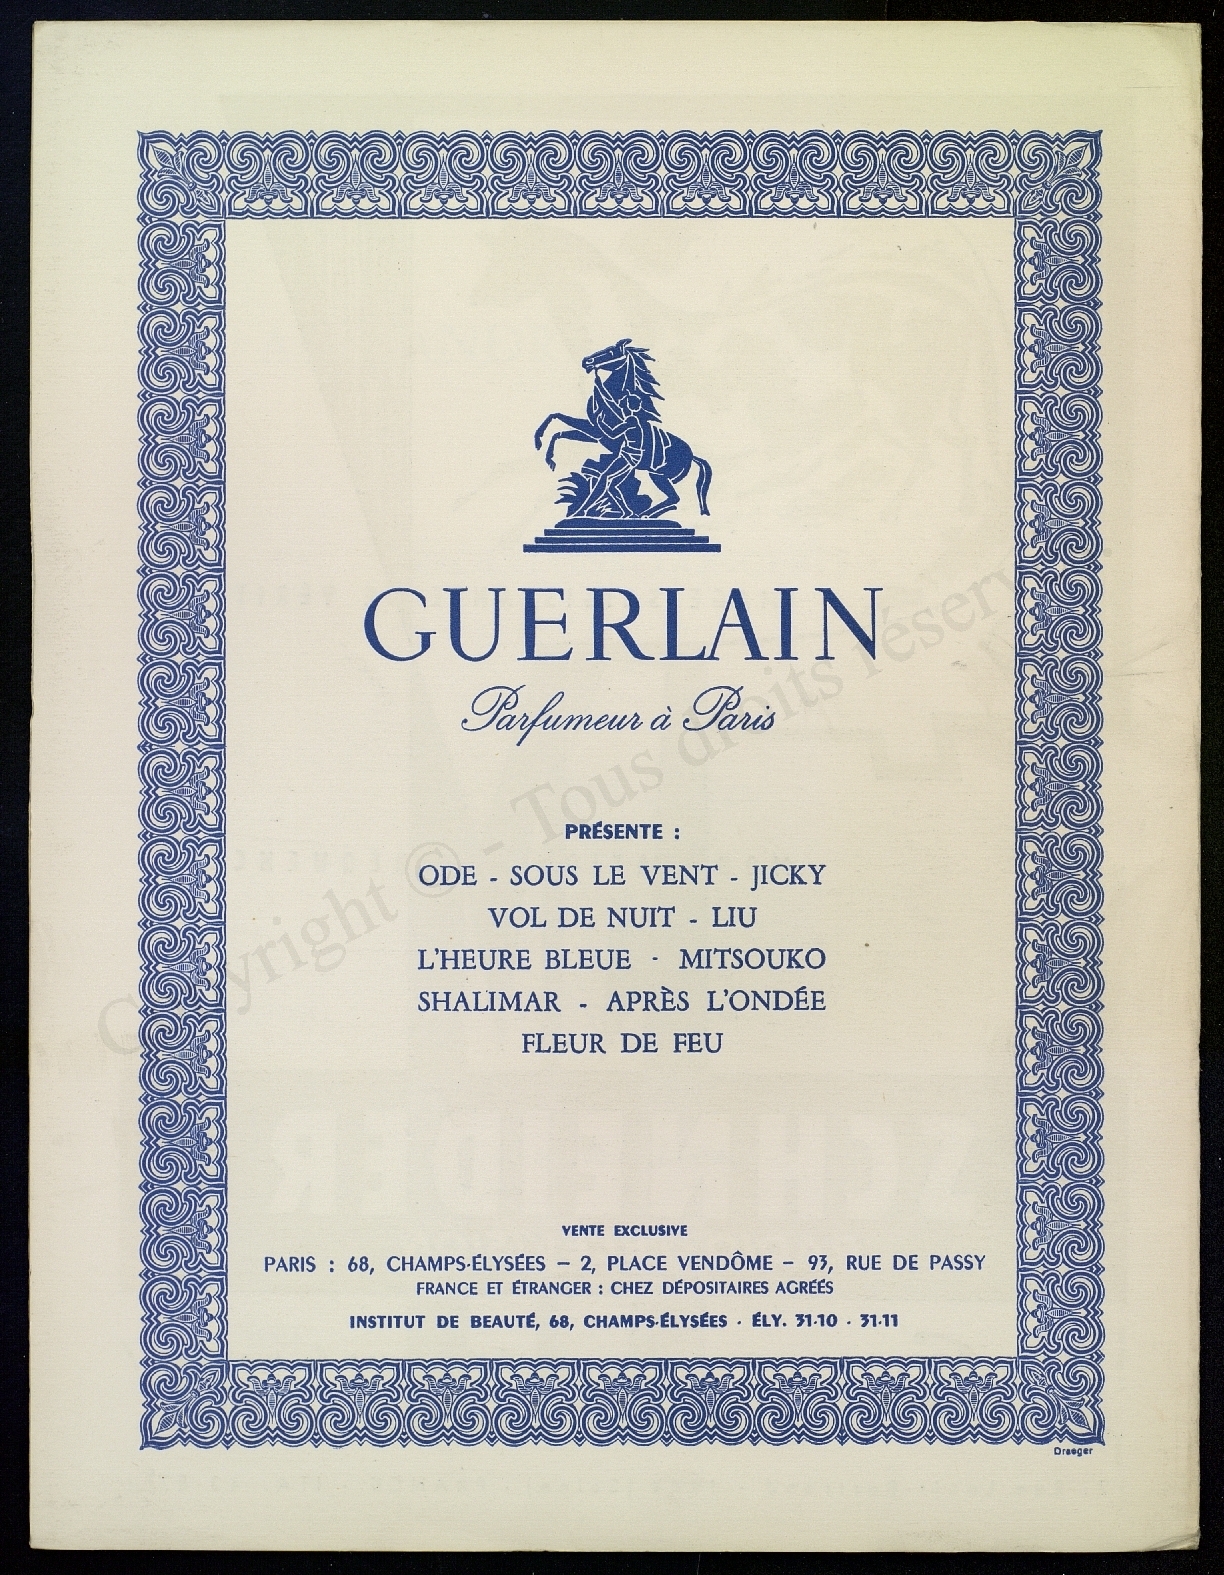 GUERLAIN
Parfumeur à Paris
PRÉSENTE :
ODE - SOUS LE VENT - JICKY
VOL DE NUIT - LIU
L'HEURE BLEUE - MITSOUKO
SHALIMAR - APRÈS L'ONDÉE
FLEUR DE FEU
VENTE EXCLUSIVE
PARIS : 68, CHAMPS-ÉLYSÉES – 2, PLACE VENDÔME – 93, RUE DE PASSY
FRANCE ET ÉTRANGER : CHEZ DÉPOSITAIRES AGRÉÉS
INSTITUT DE BEAUTÉ, 68, CHAMPS-ÉLYSÉES - ÉLY. 31-10 - 31-11
Draeger
Copyright © - Tous droits réservés.